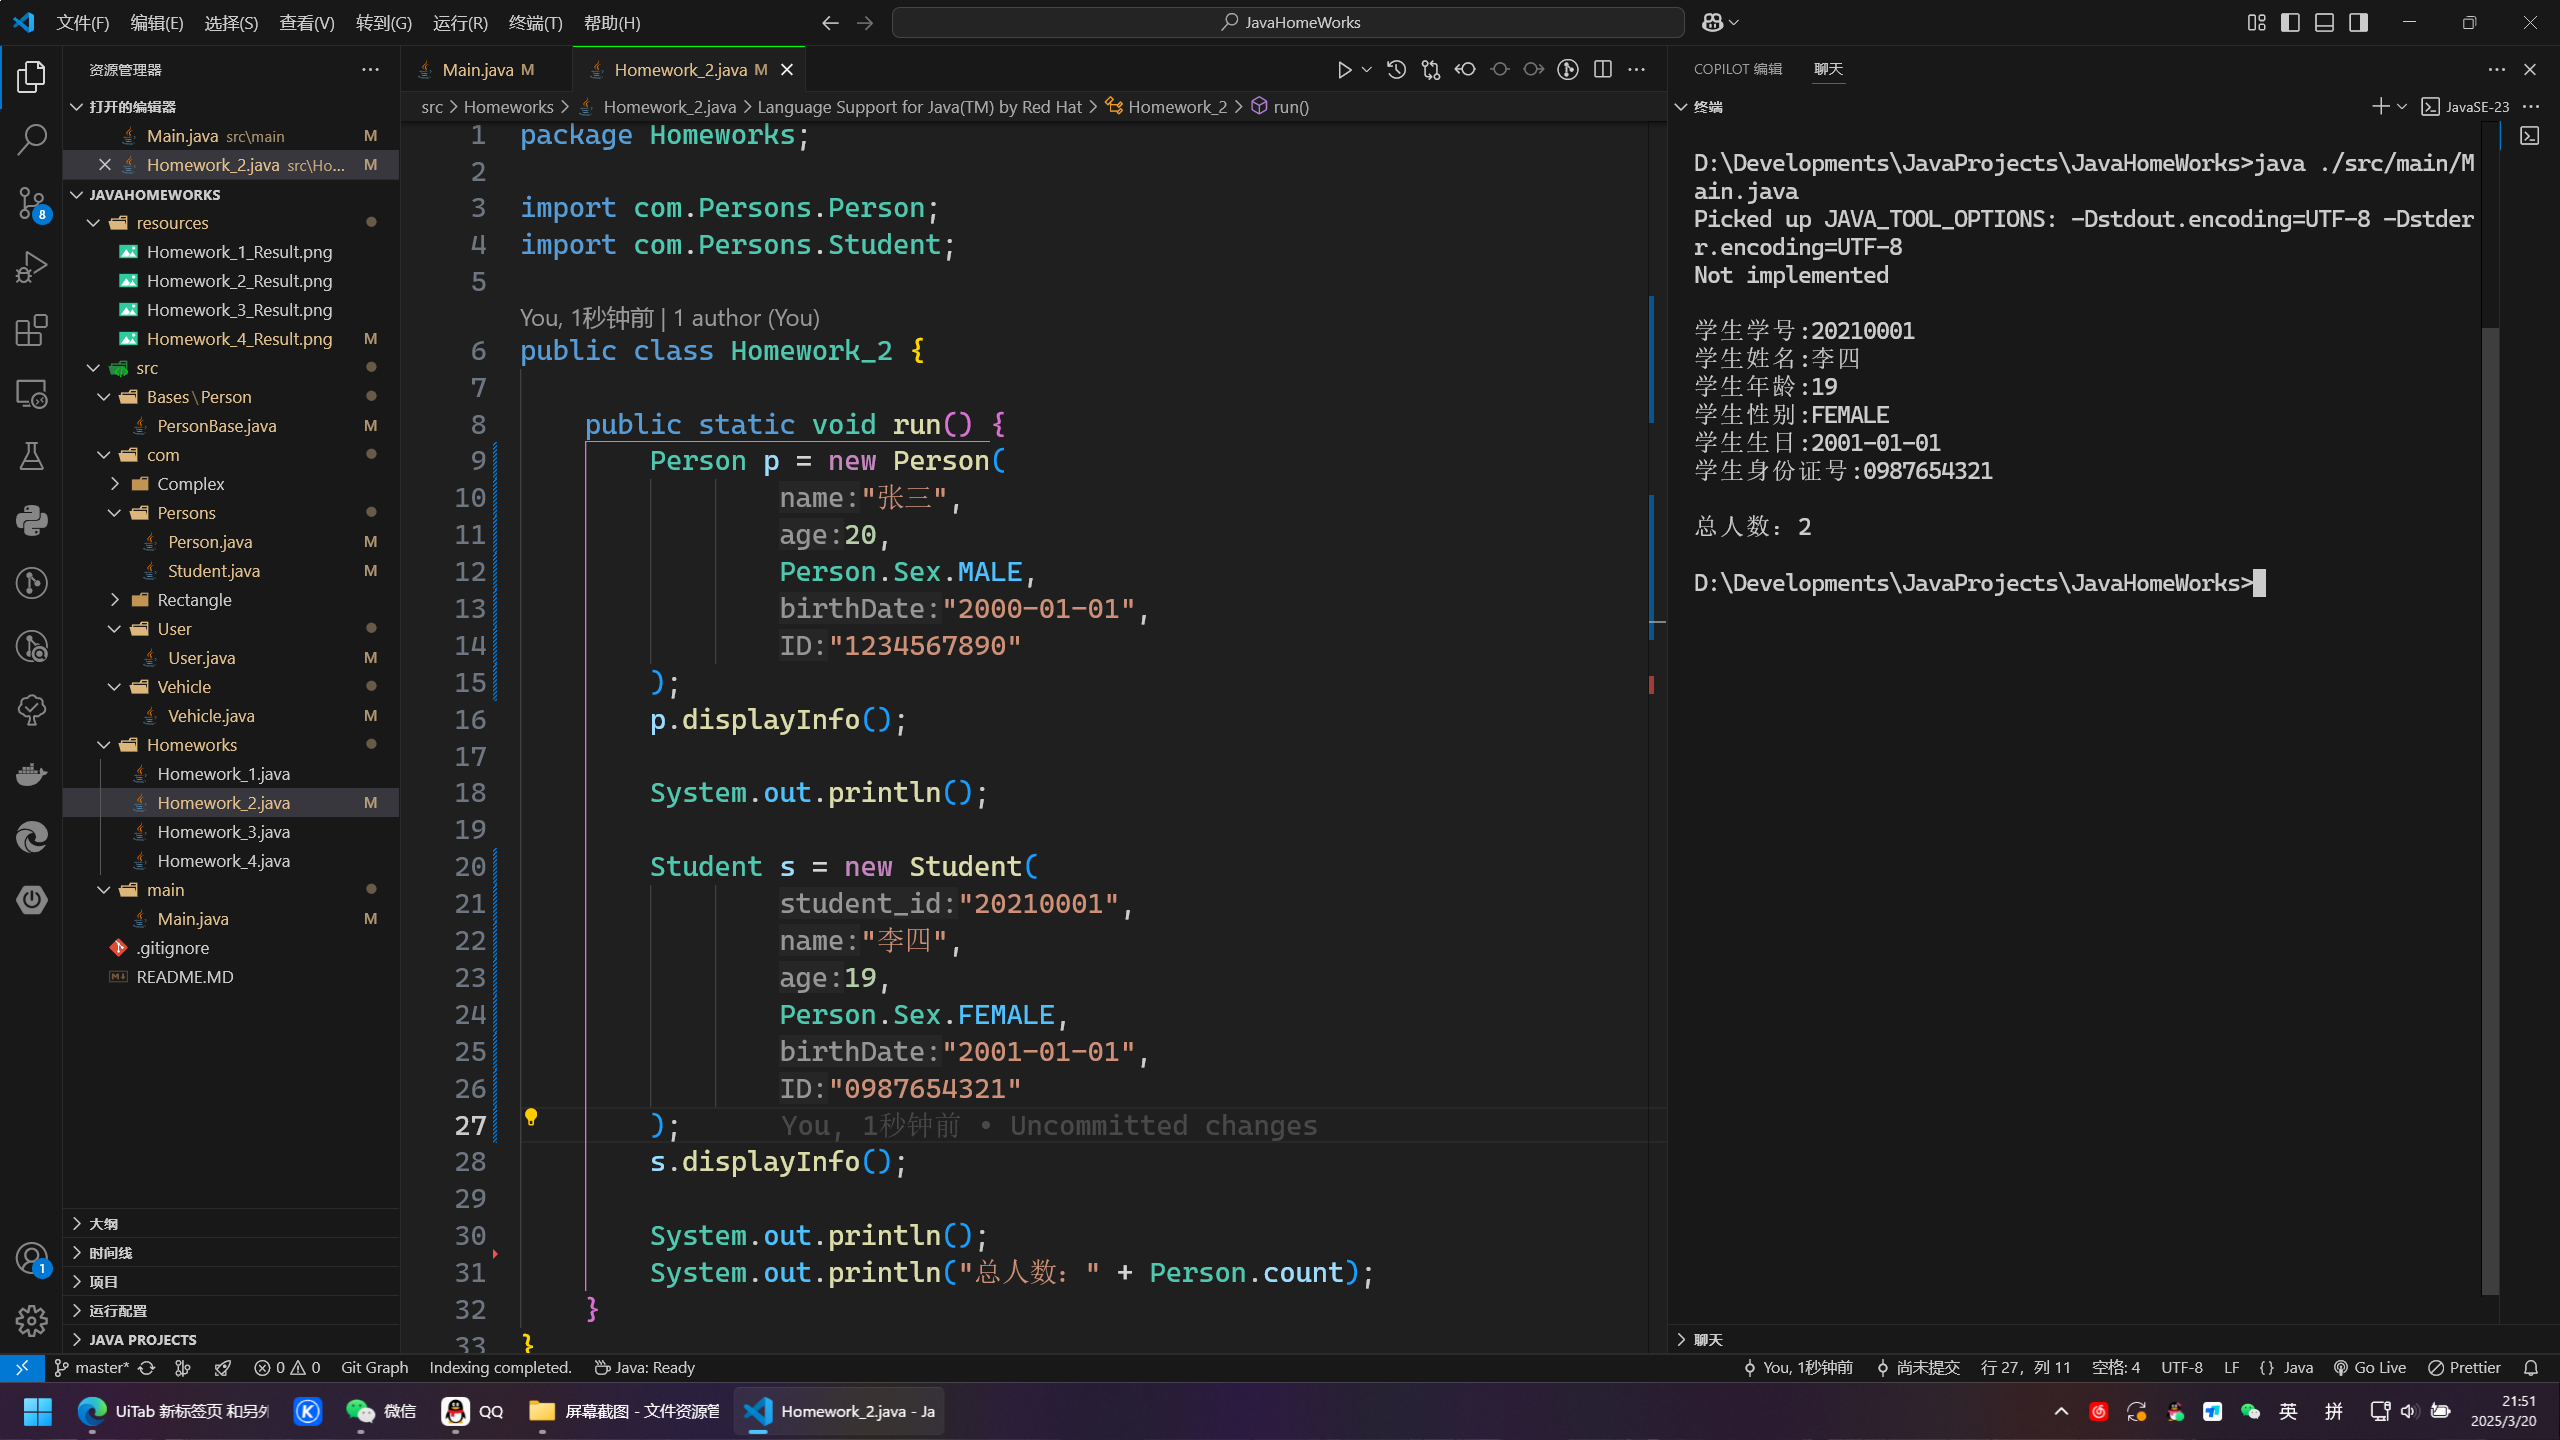 文件(F) 编辑(E) 选择(S) 查看(V) 转到(G) 运行(R) 终端(T) 帮助(H)
JavaHomeWorks
资源管理器
打开的编辑器
Main.java src\main M
Homework_2.java src\Ho... M
JAVAHOMEWORKS
resources
Homework_1_Result.png
Homework_2_Result.png
Homework_3_Result.png
Homework_4_Result.png M
src
Bases\Person
PersonBase.java M
com
Complex
Persons
Person.java M
Student.java M
Rectangle
User
User.java M
Vehicle
Vehicle.java M
Homeworks
Homework_1.java
Homework_2.java M
Homework_3.java
Homework_4.java
main
Main.java M
.gitignore
README.MD
大纲
时间线
项目
运行配置
JAVA PROJECTS
8
1
Main.java M
Homework_2.java M
src > Homeworks > Homework_2.java > Language Support for Java(TM) by Red Hat > Homework_2 > run()
1 package Homeworks;
2
3 import com.Persons.Person;
4 import com.Persons.Student;
5
You, 1秒钟前 | 1 author (You)
6 public class Homework_2 {
7
8 public static void run() {
9 Person p = new Person(
10 name:"张三",
11 age:20,
12 Person.Sex.MALE,
13 birthDate:"2000-01-01",
14 ID:"1234567890"
15 );
16 p.displayInfo();
17
18 System.out.println();
19
20 Student s = new Student(
21 student_id:"20210001",
22 name:"李四",
23 age:19,
24 Person.Sex.FEMALE,
25 birthDate:"2001-01-01",
26 ID:"0987654321"
27 ); You, 1秒钟前 • Uncommitted changes
28 s.displayInfo();
29
30 System.out.println();
31 System.out.println("总人数: " + Person.count);
32 }
33 }
COPILOT 编辑 聊天
终端
JavaSE-23
D:\Developments\JavaProjects\JavaHomeWorks>java ./src/main/M
ain.java
Picked up JAVA_TOOL_OPTIONS: -Dstdout.encoding=UTF-8 -Dstder
r.encoding=UTF-8
Not implemented
学生学号:20210001
学生姓名:李四
学生年龄:19
学生性别:FEMALE
学生生日:2001-01-01
学生身份证号:0987654321
总人数: 2
D:\Developments\JavaProjects\JavaHomeWorks>
聊天
master* 0 0 Git Graph Indexing completed. Java: Ready
You, 1秒钟前 尚未提交 行 27, 列 11 空格: 4 UTF-8 LF {} Java Go Live Prettier
UiTab 新标签页 和另外
微信
QQ
屏幕截图 - 文件资源管
Homework_2.java - Ja
英 拼
21:51
2025/3/20